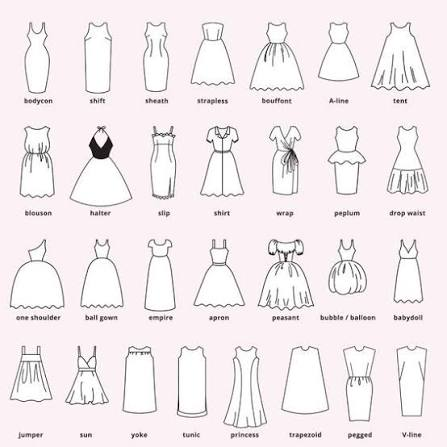 bodycon shift sheath strapless bouffont A-line tent
blouson halter slip shirt wrap peplum drop waist
one shoulder ball gown empire apron peasant bubble / balloon babydoll
jumper sun yoke tunic princess trapezoid pegged V-line